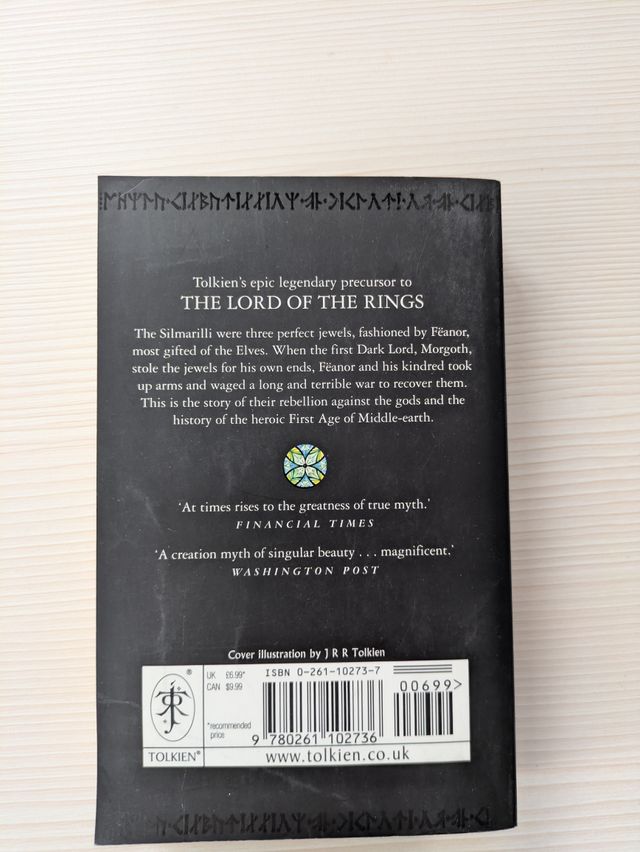 Tolkien's epic legendary precursor to
THE LORD OF THE RINGS
The Silmarilli were three perfect jewels, fashioned by Fëanor,
most gifted of the Elves. When the first Dark Lord, Morgoth,
stole the jewels for his own ends, Fëanor and his kindred took
up arms and waged a long and terrible war to recover them.
This is the story of their rebellion against the gods and the
history of the heroic First Age of Middle-earth.
'At times rises to the greatness of true myth.'
FINANCIAL TIMES
'A creation myth of singular beauty . . . magnificent.'
WASHINGTON POST
Cover illustration by J R R Tolkien
®
UK £6.99*
CAN $9.99
*recommended
price
TOLKIEN®
ISBN 0-261-10273-7
00699>
9 780261 102736
www.tolkien.co.uk